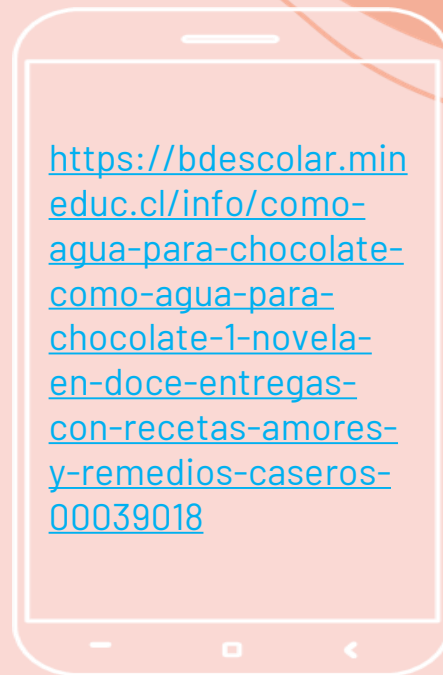 https://bdescolar.min
educ.cl/info/como-
agua-para-chocolate-
como-agua-para-
chocolate-1-novela-
en-doce-entregas-
con-recetas-amores-
y-remedios-caseros-
00039018